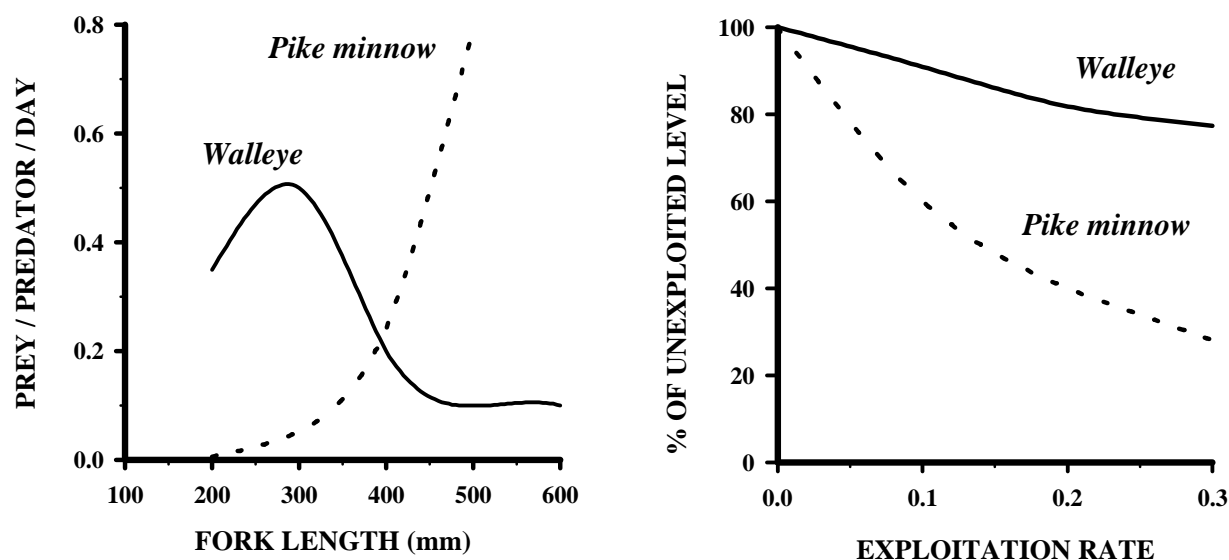 PREY / PREDATOR / DAY
0.8
0.6
0.4
0.2
0.0
Pike minnow
Walleye
100 200 300 400 500 600
FORK LENGTH (mm)
% OF UNEXPLOITED LEVEL
100
80
60
40
20
0
Walleye
Pike minnow
0.0 0.1 0.2 0.3
EXPLOITATION RATE